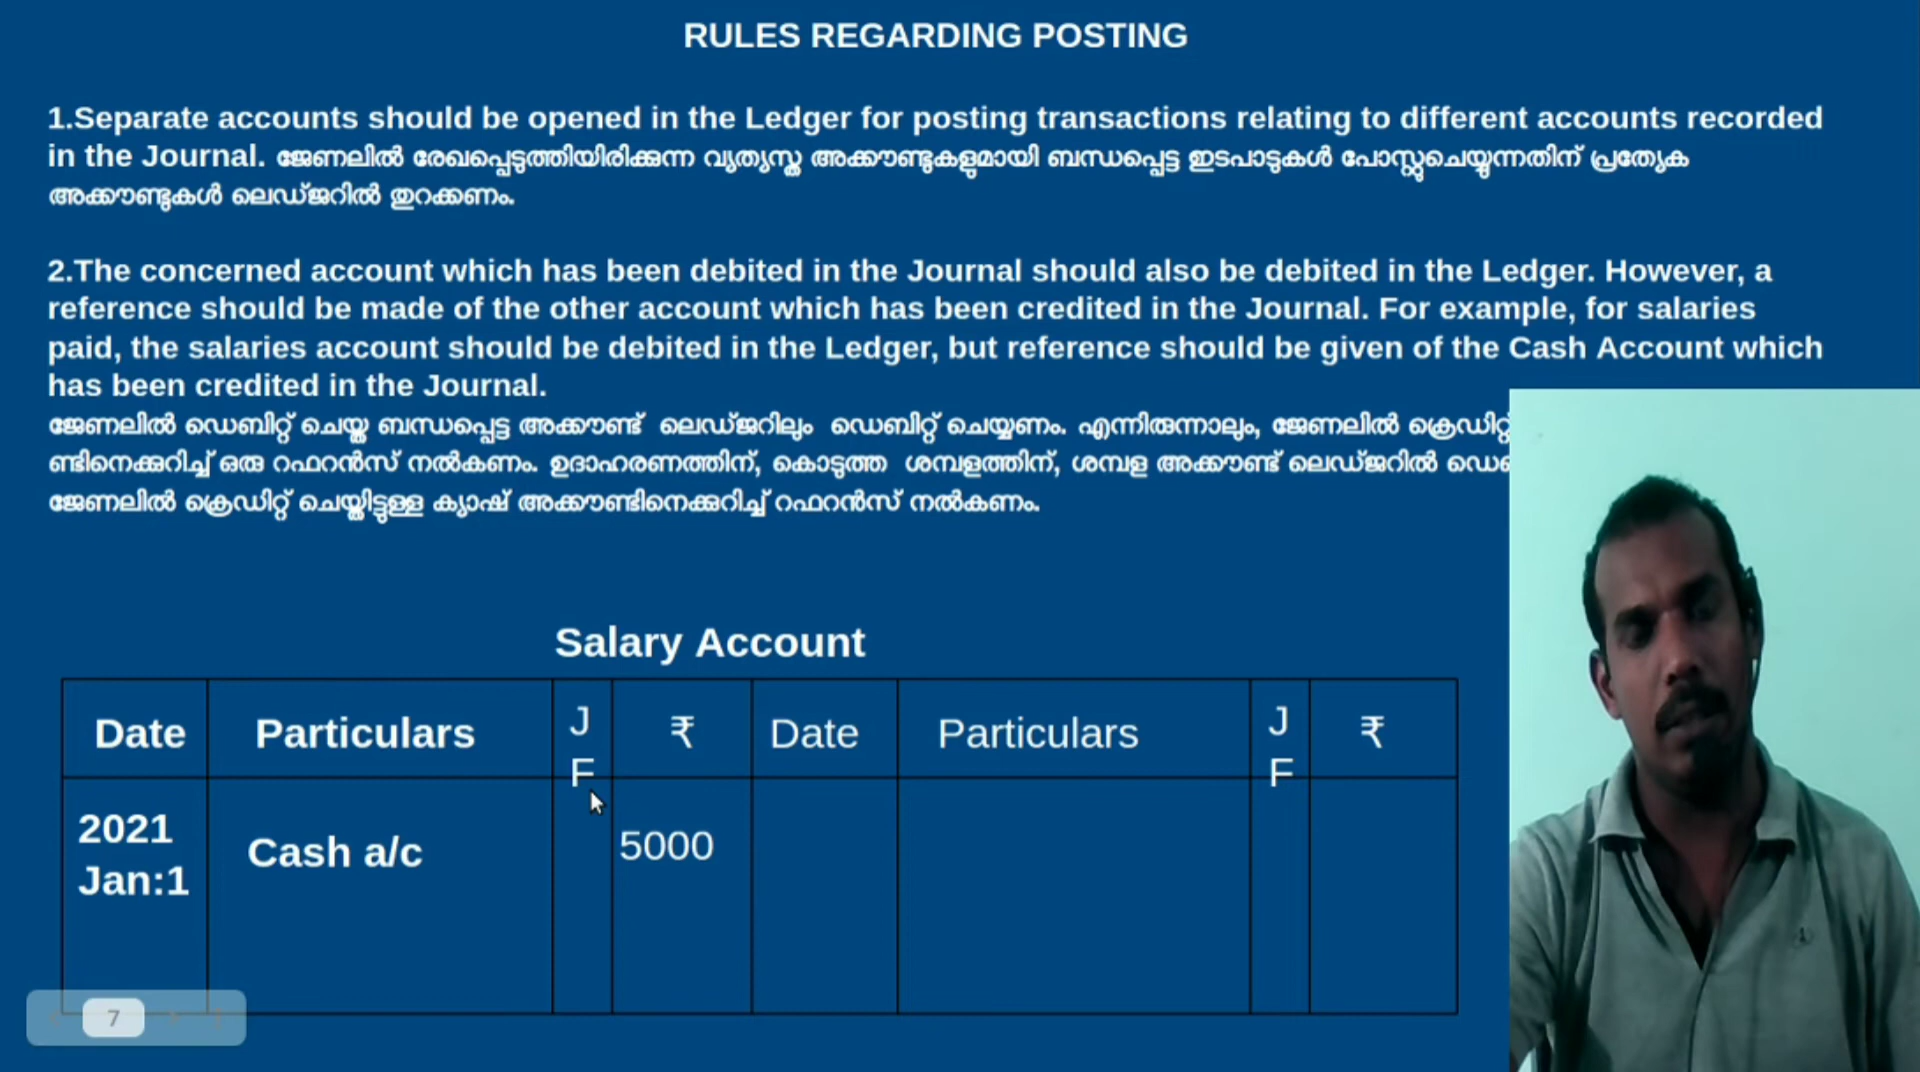 RULES REGARDING POSTING
1.Separate accounts should be opened in the Ledger for posting transactions relating to different accounts recorded
in the Journal. ജേണലിൽ രേഖപ്പെടുത്തിയിരിക്കുന്ന വ്യത്യസ്ത അക്കൗണ്ടുകളുമായി ബന്ധപ്പെട്ട ഇടപാടുകൾ പോസ്റ്റുചെയ്യുന്നതിന് പ്രത്യേക
അക്കൗണ്ടുകൾ ലെഡ്ജറിൽ തുറക്കണം.
2.The concerned account which has been debited in the Journal should also be debited in the Ledger. However, a
reference should be made of the other account which has been credited in the Journal. For example, for salaries
paid, the salaries account should be debited in the Ledger, but reference should be given of the Cash Account which
has been credited in the Journal.
ജേണലിൽ ഡെബിറ്റ് ചെയ്ത ബന്ധപ്പെട്ട അക്കൗണ്ട് ലെഡ്ജറിലും ഡെബിറ്റ് ചെയ്യണം. എന്നിരുന്നാലും, ജേണലിൽ ക്രെഡിറ്റ്
ണ്ടിനെക്കുറിച്ച് ഒരു റഫറൻസ് നൽകണം. ഉദാഹരണത്തിന്, കൊടുത്ത ശമ്പളത്തിന്, ശമ്പള അക്കൗണ്ട് ലെഡ്ജറിൽ
ജേണലിൽ ക്രെഡിറ്റ് ചെയ്തിട്ടുള്ള ക്യാഷ് അക്കൗണ്ടിനെക്കുറിച്ച് റഫറൻസ് നൽകണം.
Salary Account
Date Particulars J F ₹ Date Particulars J F ₹
2021
Jan:1 Cash a/c 5000
7